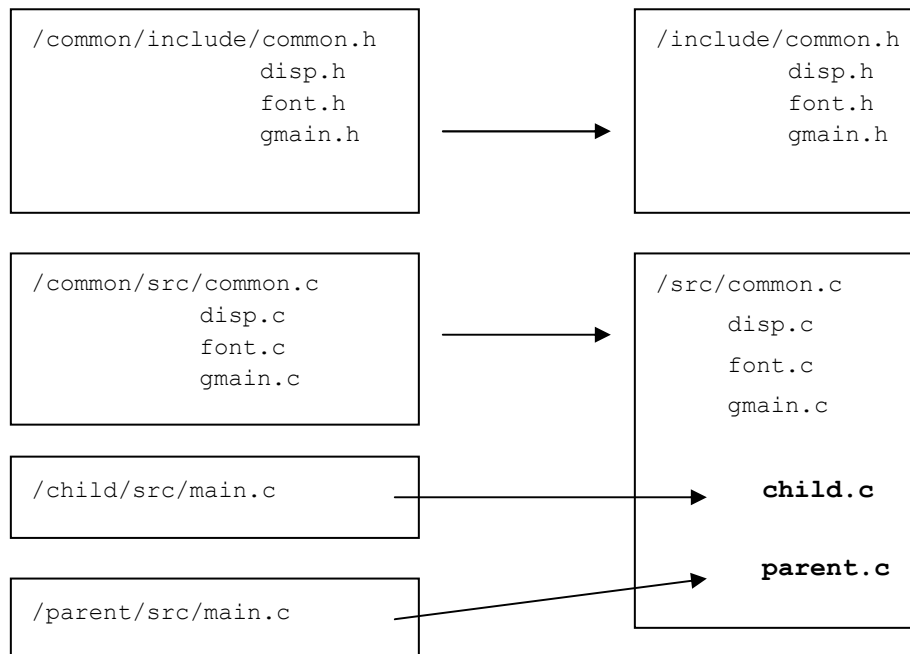 /common/include/common.h
disp.h
font.h
gmain.h
/include/common.h
disp.h
font.h
gmain.h
/common/src/common.c
disp.c
font.c
gmain.c
/src/common.c
disp.c
font.c
gmain.c
/child/src/main.c
child.c
/parent/src/main.c
parent.c